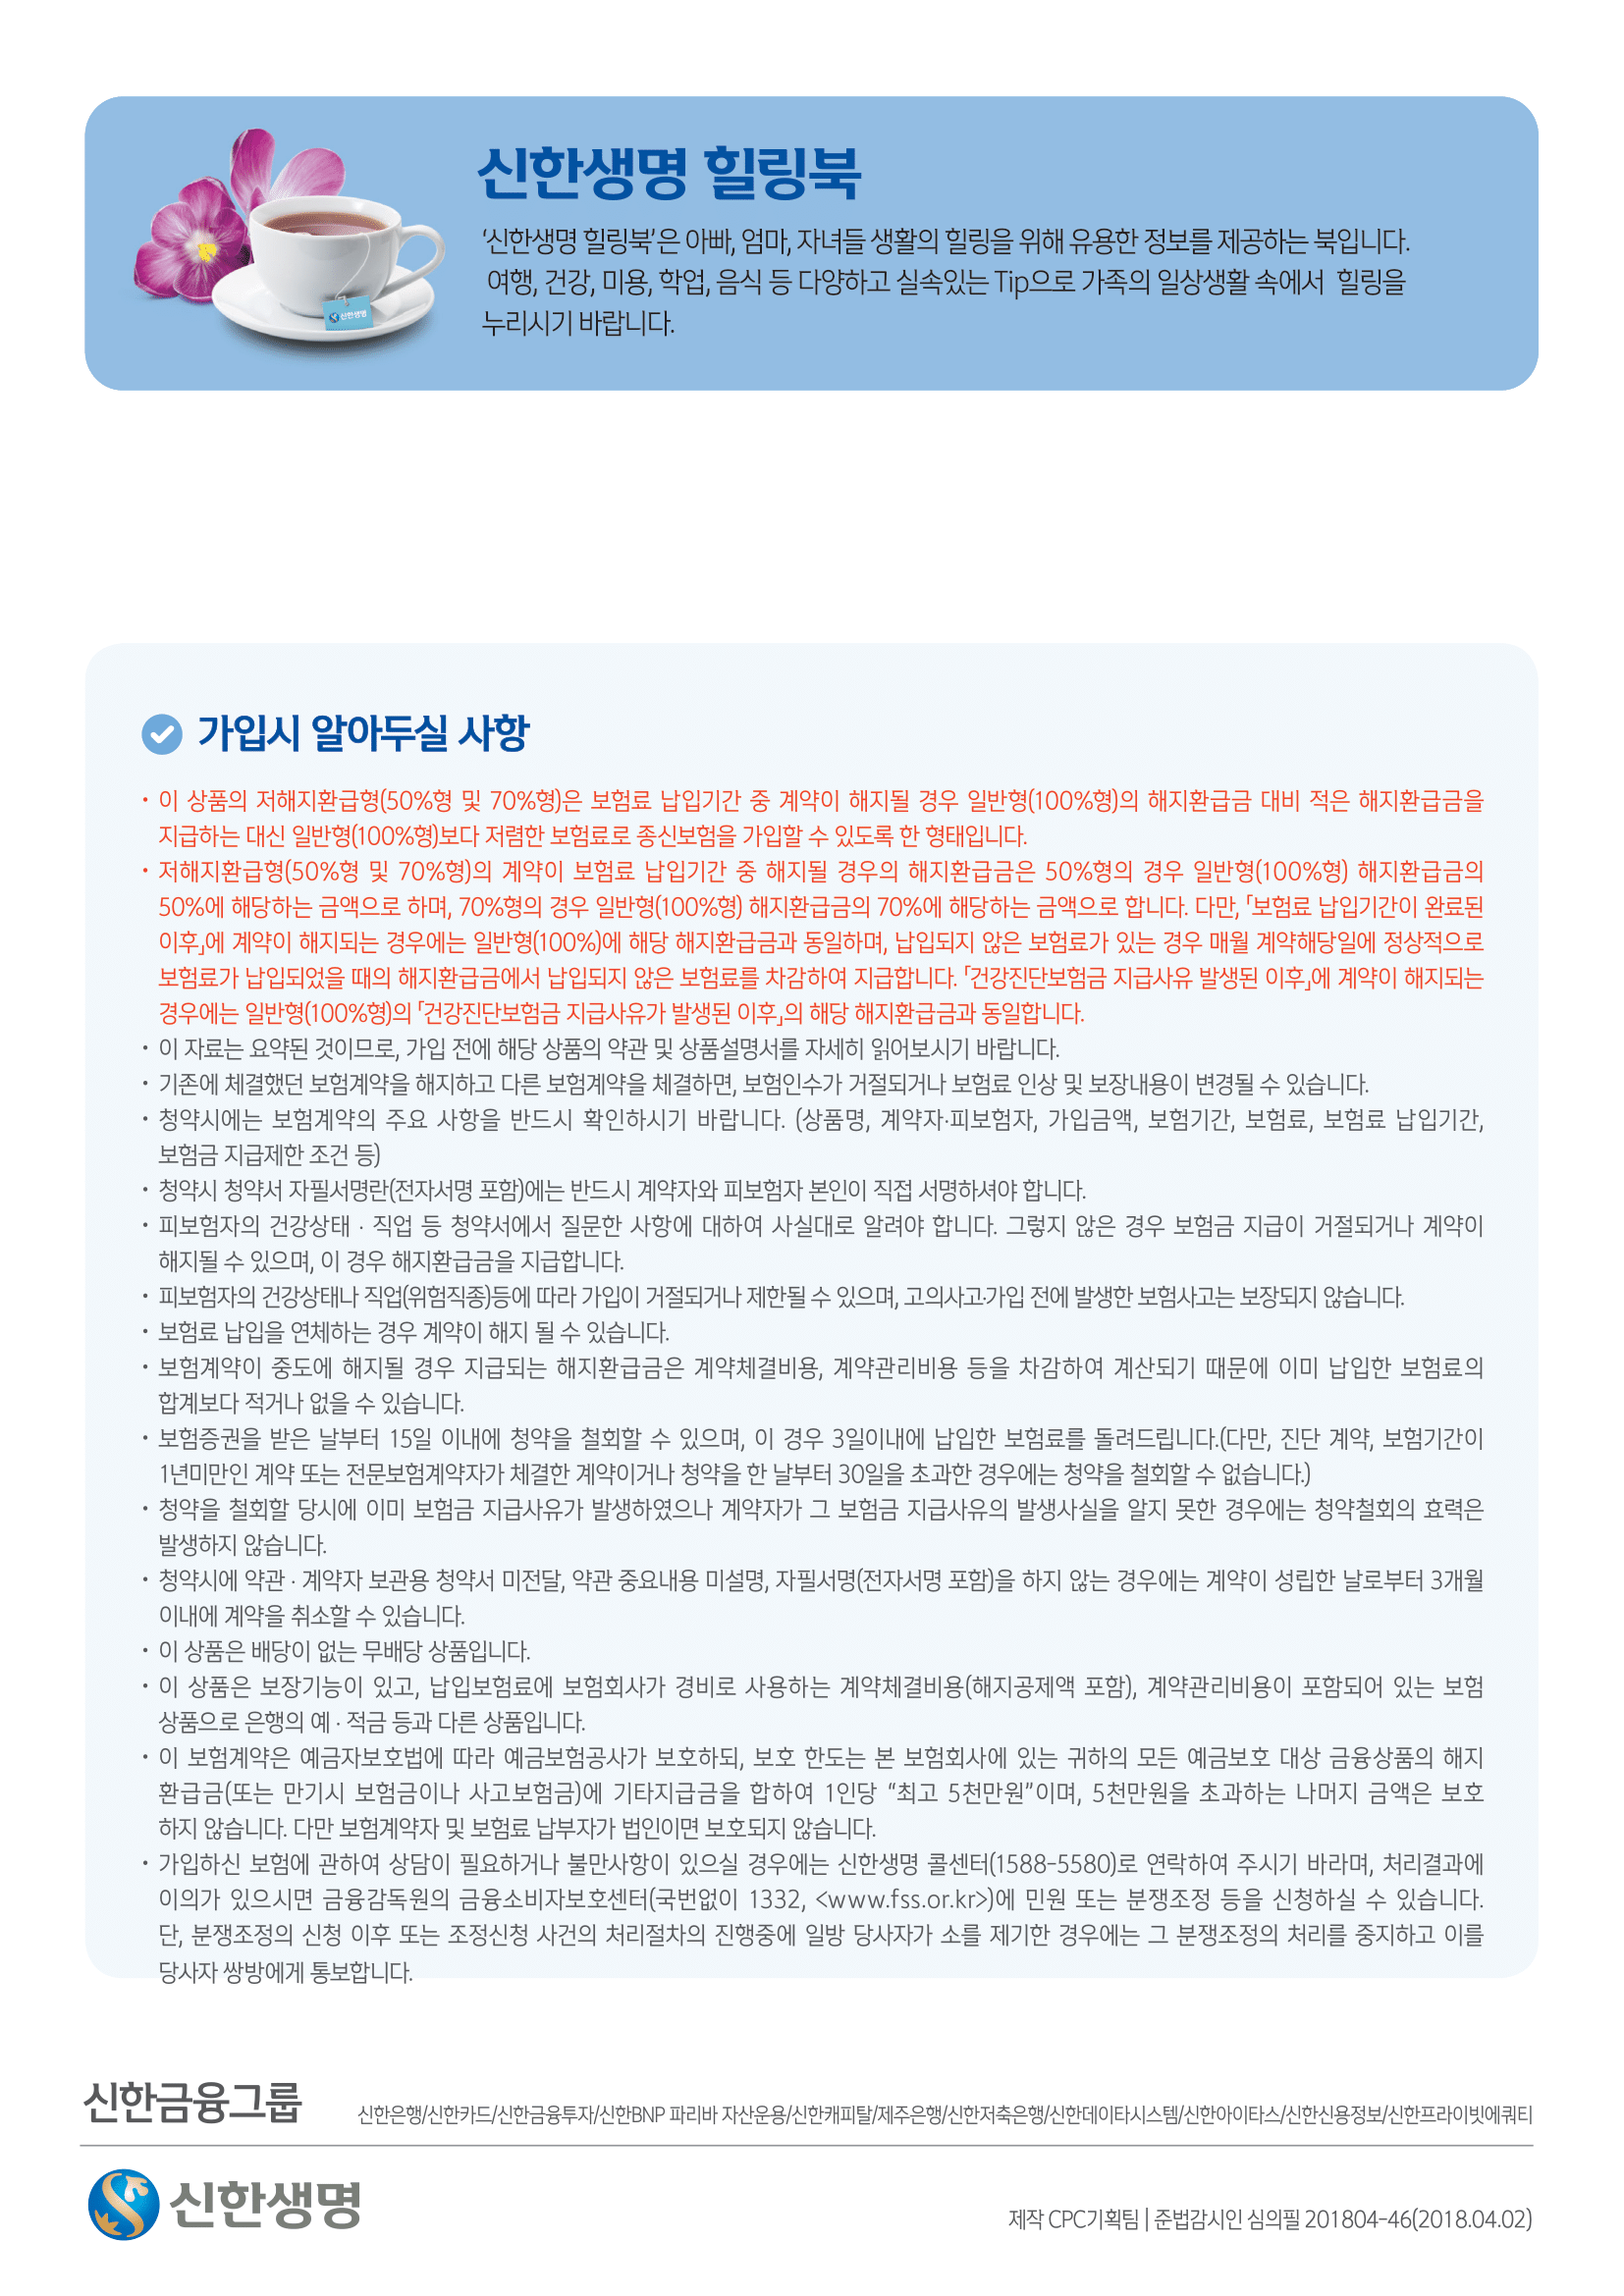 신한생명 힐링북
‘신한생명 힐링북’은 아빠, 엄마, 자녀들 생활의 힐링을 위해 유용한 정보를 제공하는 북입니다.
여행, 건강, 미용, 학업, 음식 등 다양하고 실속있는 Tip으로 가족의 일상생활 속에서 힐링을
누리시기 바랍니다.
신한생명
가입시 알아두실 사항
• 이 상품의 저해지환급형(50%형 및 70%형)은 보험료 납입기간 중 계약이 해지될 경우 일반형(100%형)의 해지환급금 대비 적은 해지환급금을
지급하는 대신 일반형(100%형)보다 저렴한 보험료로 종신보험을 가입할 수 있도록 한 형태입니다.
• 저해지환급형(50%형 및 70%형)의 계약이 보험료 납입기간 중 해지될 경우의 해지환급금은 50%형의 경우 일반형(100%형) 해지환급금의
50%에 해당하는 금액으로 하며, 70%형의 경우 일반형(100%형) 해지환급금의 70%에 해당하는 금액으로 합니다. 다만, 「보험료 납입기간이 완료된
이후」에 계약이 해지되는 경우에는 일반형(100%)에 해당 해지환급금과 동일하며, 납입되지 않은 보험료가 있는 경우 매월 계약해당일에 정상적으로
보험료가 납입되었을 때의 해지환급금에서 납입되지 않은 보험료를 차감하여 지급합니다. 「건강진단보험금 지급사유 발생된 이후」에 계약이 해지되는
경우에는 일반형(100%형)의 「건강진단보험금 지급사유가 발생된 이후」의 해당 해지환급금과 동일합니다.
• 이 자료는 요약된 것이므로, 가입 전에 해당 상품의 약관 및 상품설명서를 자세히 읽어보시기 바랍니다.
• 기존에 체결했던 보험계약을 해지하고 다른 보험계약을 체결하면, 보험인수가 거절되거나 보험료 인상 및 보장내용이 변경될 수 있습니다.
• 청약시에는 보험계약의 주요 사항을 반드시 확인하시기 바랍니다. (상품명, 계약자·피보험자, 가입금액, 보험기간, 보험료, 보험료 납입기간,
보험금 지급제한 조건 등)
• 청약시 청약서 자필서명란(전자서명 포함)에는 반드시 계약자와 피보험자 본인이 직접 서명하셔야 합니다.
• 피보험자의 건강상태 · 직업 등 청약서에서 질문한 사항에 대하여 사실대로 알려야 합니다. 그렇지 않은 경우 보험금 지급이 거절되거나 계약이
해지될 수 있으며, 이 경우 해지환급금을 지급합니다.
• 피보험자의 건강상태나 직업(위험직종)등에 따라 가입이 거절되거나 제한될 수 있으며, 고의사고·가입 전에 발생한 보험사고는 보장되지 않습니다.
• 보험료 납입을 연체하는 경우 계약이 해지 될 수 있습니다.
• 보험계약이 중도에 해지될 경우 지급되는 해지환급금은 계약체결비용, 계약관리비용 등을 차감하여 계산되기 때문에 이미 납입한 보험료의
합계보다 적거나 없을 수 있습니다.
• 보험증권을 받은 날부터 15일 이내에 청약을 철회할 수 있으며, 이 경우 3일이내에 납입한 보험료를 돌려드립니다.(다만, 진단 계약, 보험기간이
1년미만인 계약 또는 전문보험계약자가 체결한 계약이거나 청약을 한 날부터 30일을 초과한 경우에는 청약을 철회할 수 없습니다.)
• 청약을 철회할 당시에 이미 보험금 지급사유가 발생하였으나 계약자가 그 보험금 지급사유의 발생사실을 알지 못한 경우에는 청약철회의 효력은
발생하지 않습니다.
• 청약시에 약관 · 계약자 보관용 청약서 미전달, 약관 중요내용 미설명, 자필서명(전자서명 포함)을 하지 않는 경우에는 계약이 성립한 날로부터 3개월
이내에 계약을 취소할 수 있습니다.
• 이 상품은 배당이 없는 무배당 상품입니다.
• 이 상품은 보장기능이 있고, 납입보험료에 보험회사가 경비로 사용하는 계약체결비용(해지공제액 포함), 계약관리비용이 포함되어 있는 보험
상품으로 은행의 예 · 적금 등과 다른 상품입니다.
• 이 보험계약은 예금자보호법에 따라 예금보험공사가 보호하되, 보호 한도는 본 보험회사에 있는 귀하의 모든 예금보호 대상 금융상품의 해지
환급금(또는 만기시 보험금이나 사고보험금)에 기타지급금을 합하여 1인당 “최고 5천만원”이며, 5천만원을 초과하는 나머지 금액은 보호
하지 않습니다. 다만 보험계약자 및 보험료 납부자가 법인이면 보호되지 않습니다.
• 가입하신 보험에 관하여 상담이 필요하거나 불만사항이 있으실 경우에는 신한생명 콜센터(1588-5580)로 연락하여 주시기 바라며, 처리결과에
이의가 있으시면 금융감독원의 금융소비자보호센터(국번없이 1332, <www.fss.or.kr>)에 민원 또는 분쟁조정 등을 신청하실 수 있습니다.
단, 분쟁조정의 신청 이후 또는 조정신청 사건의 처리절차의 진행중에 일방 당사자가 소를 제기한 경우에는 그 분쟁조정의 처리를 중지하고 이를
당사자 쌍방에게 통보합니다.
신한금융그룹
신한은행/신한카드/신한금융투자/신한BNP 파리바 자산운용/신한캐피탈/제주은행/신한저축은행/신한데이타시스템/신한아이타스/신한신용정보/신한프라이빗에쿼티
신한생명
제작 CPC기획팀 | 준법감시인 심의필 201804-46(2018.04.02)